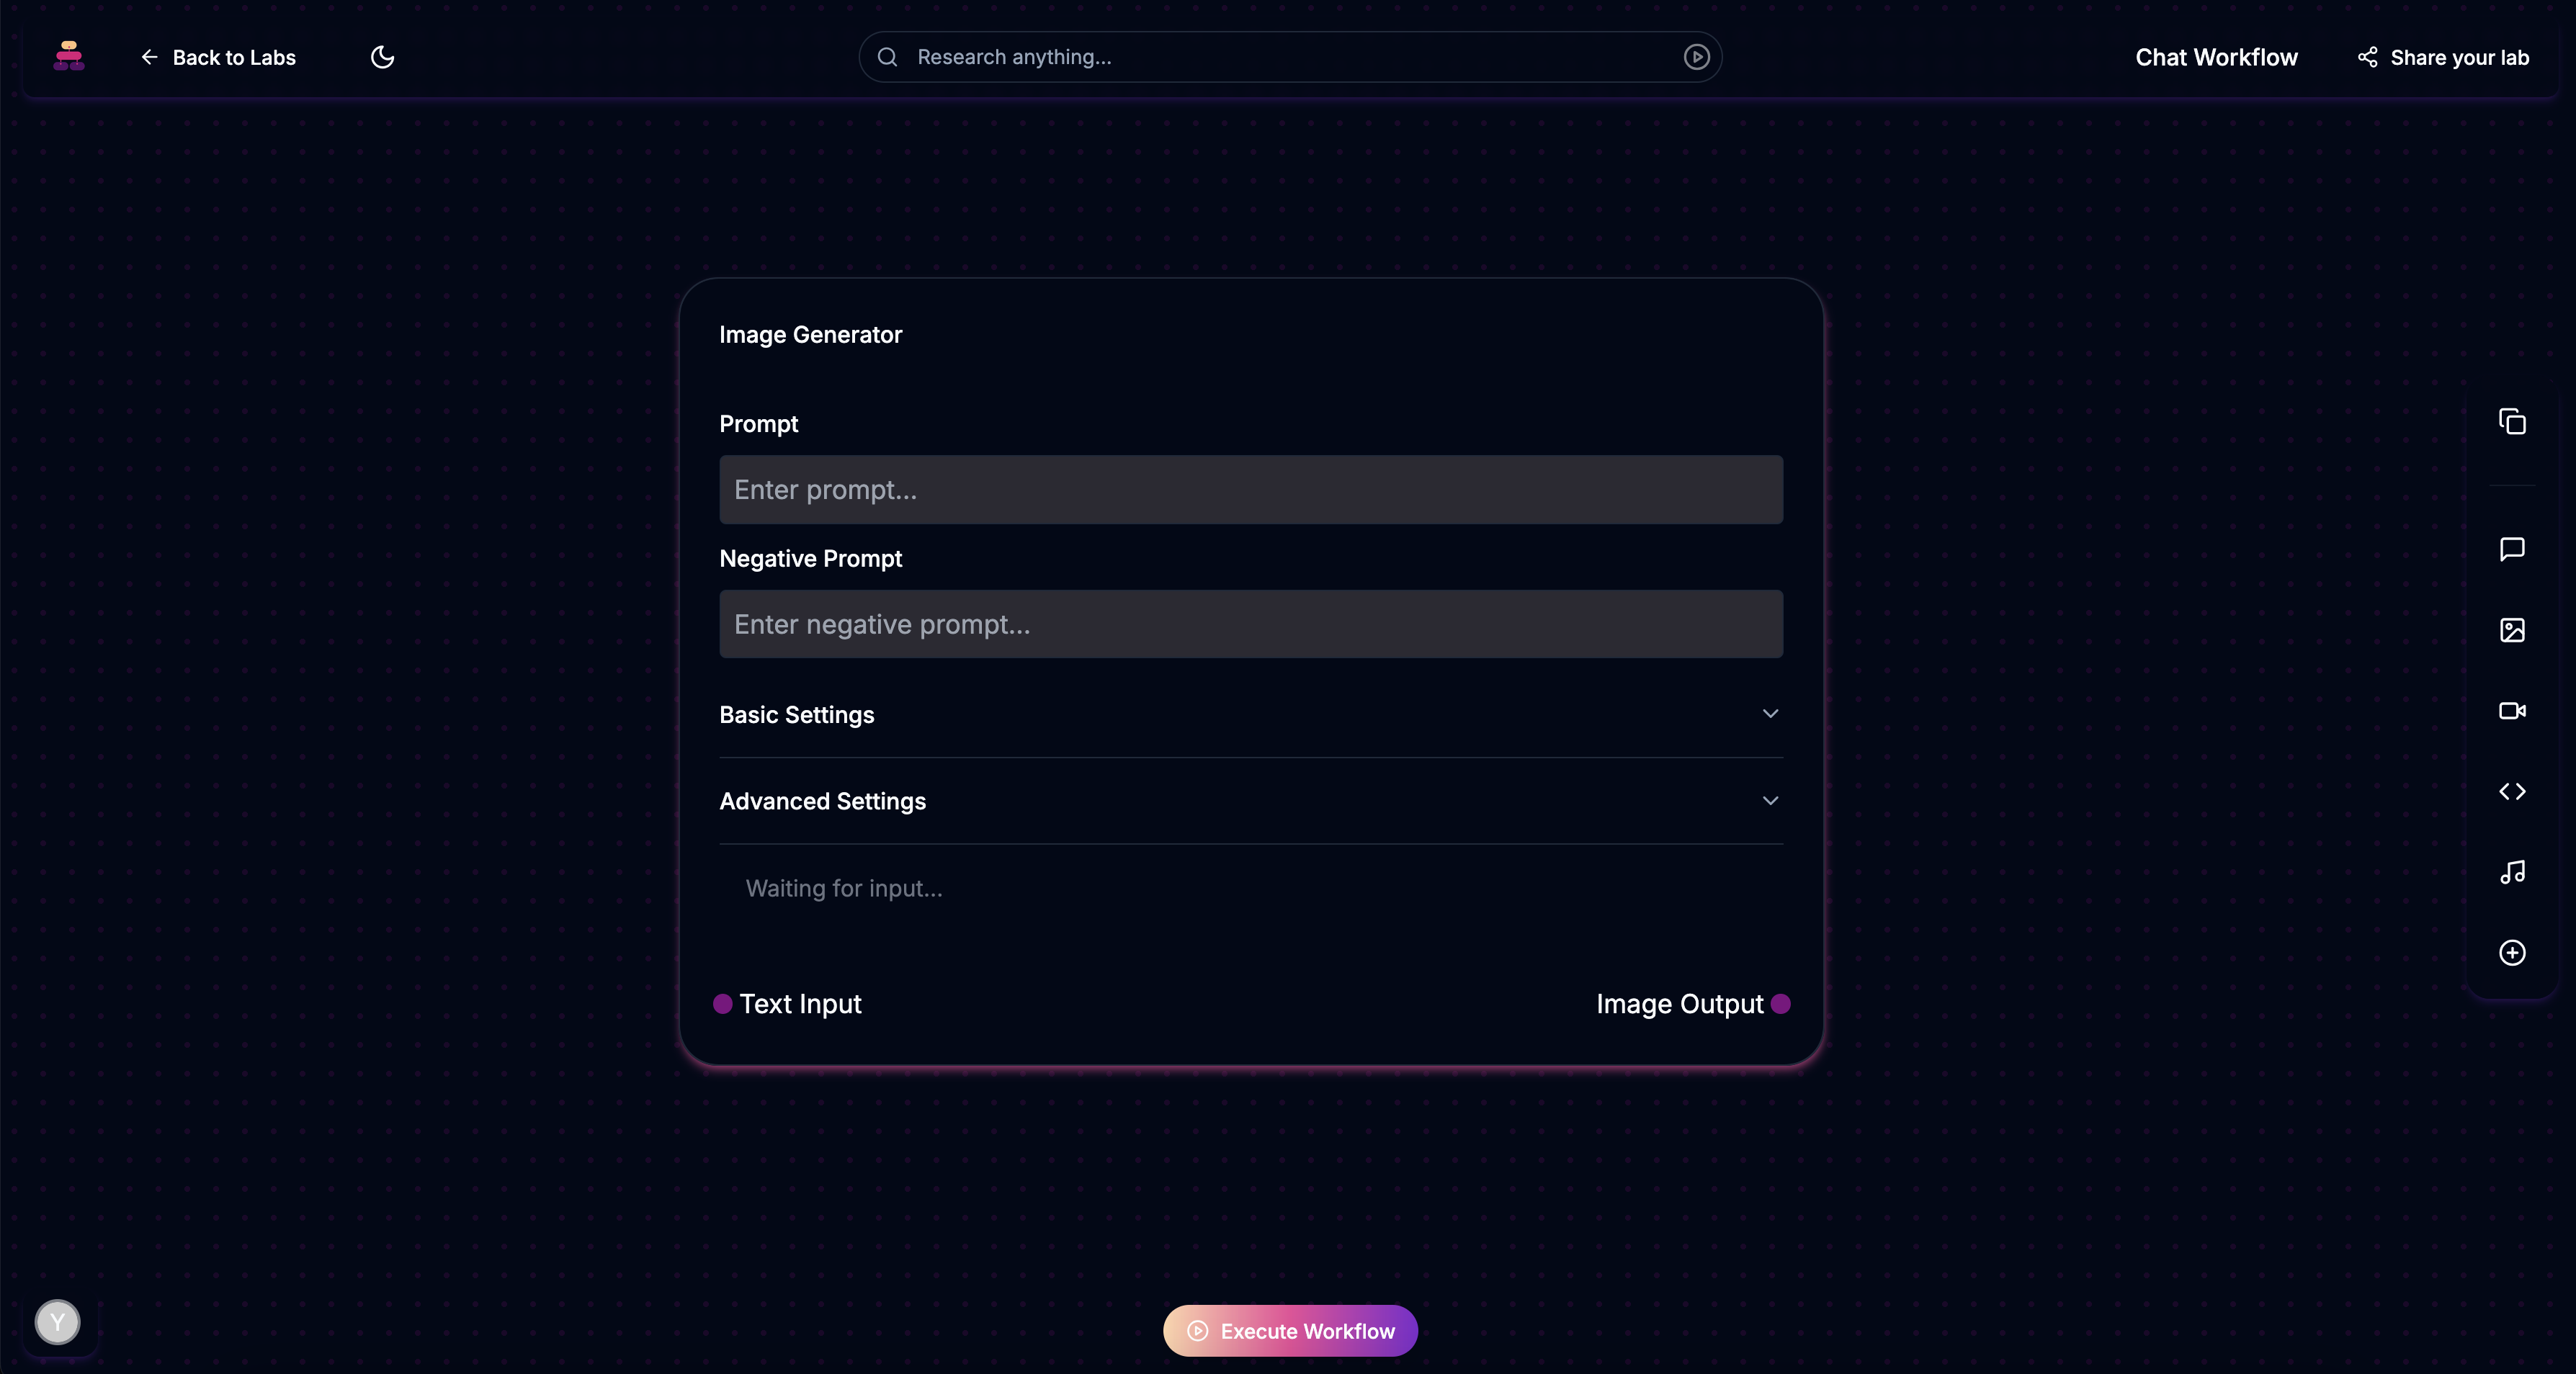 Back to Labs
Research anything...
Chat Workflow
Share your lab
Image Generator
Prompt
Enter prompt...
Negative Prompt
Enter negative prompt...
Basic Settings
Advanced Settings
Waiting for input...
Text Input
Image Output
Y
Execute Workflow